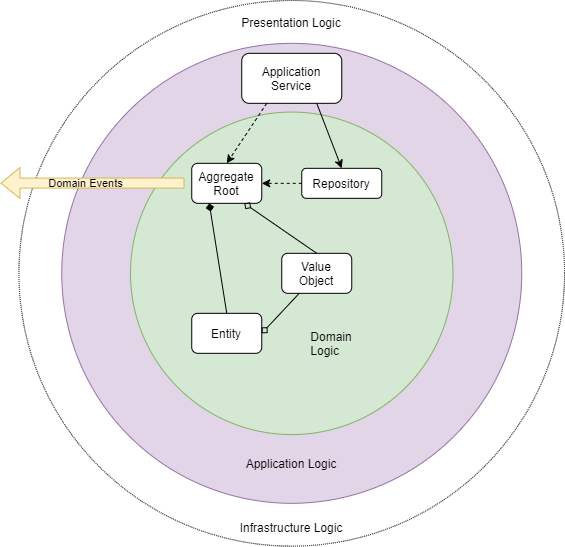 Presentation Logic
Application
Service
Aggregate
Root
Repository
Domain Events
Value
Object
Entity
Domain
Logic
Application Logic
Infrastructure Logic